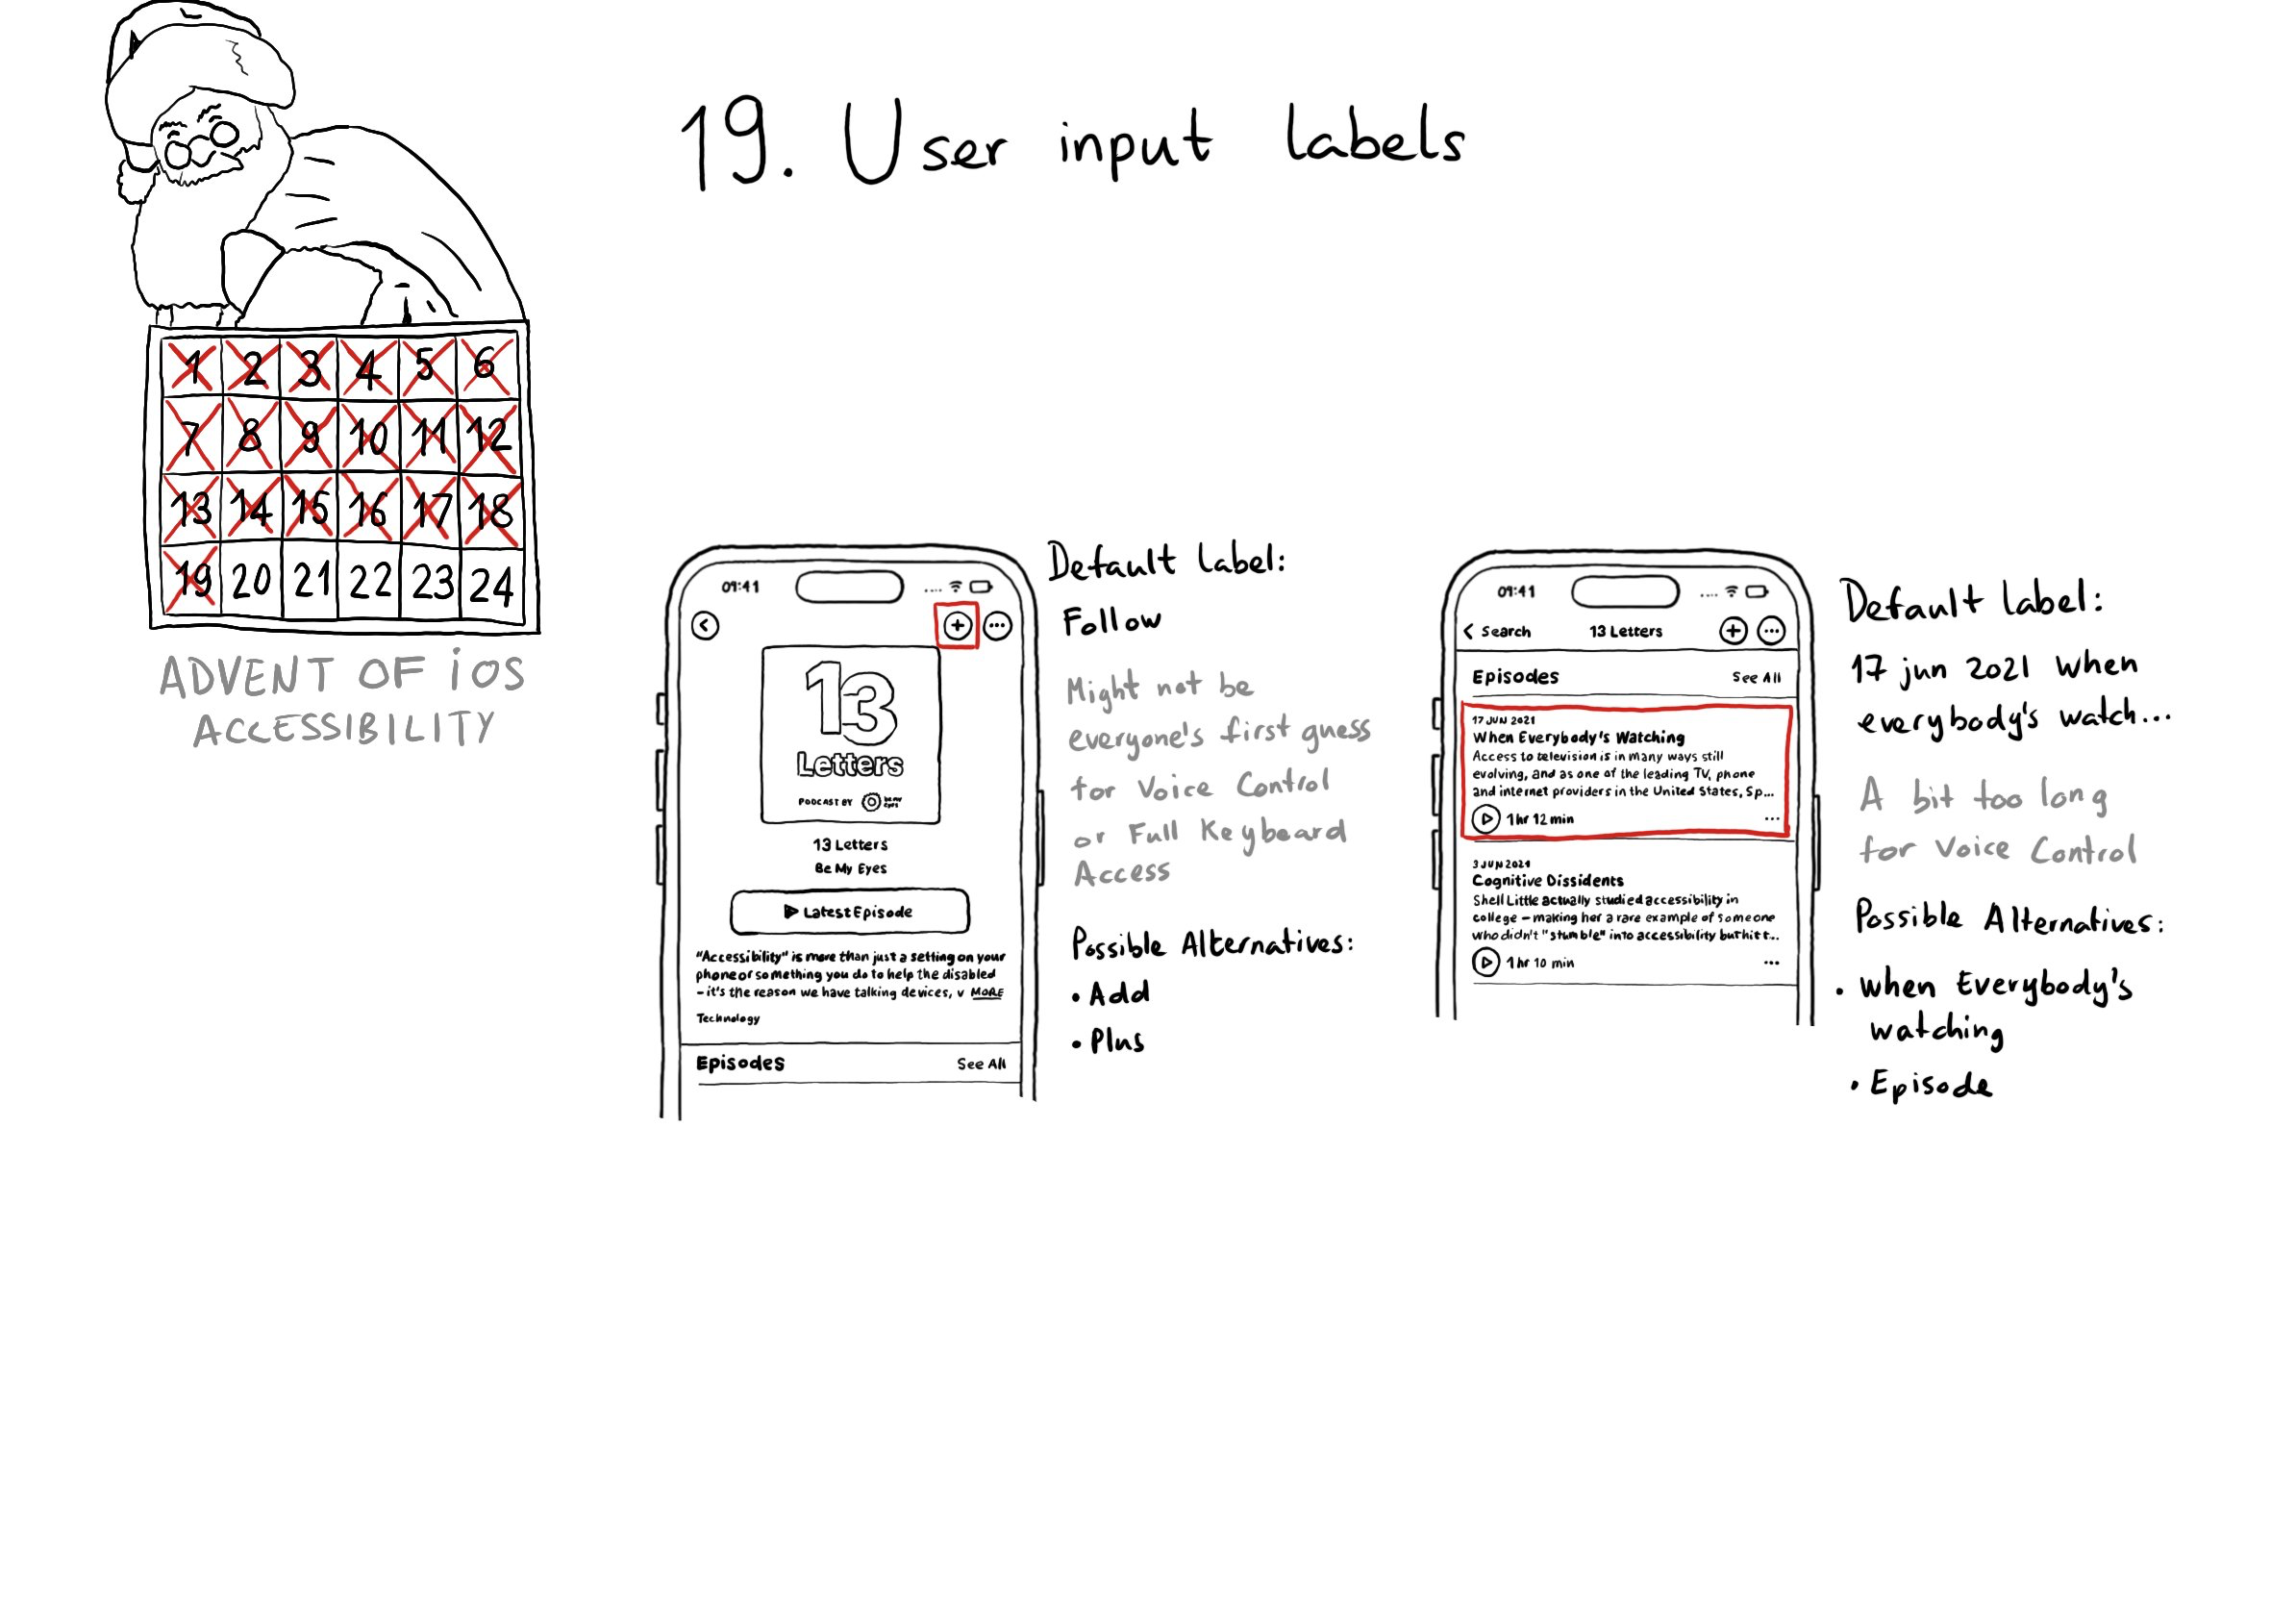 19. User input labels
1 2 3 4 5 6
7 8 9 10 11 12
13 14 15 16 17 18
19 20 21 22 23 24
ADVENT OF iOS
ACCESSIBILITY
09:41
13
Letters
PODCAST BY be my eyes
13 Letters
Be My Eyes
Latest Episode
"Accessibility" is more than just a setting on your
phone or something you do to help the disabled
– it's the reason we have talking devices, v MORE
Technology
Episodes See All
Default label:
Follow
Might not be
everyone's first guess
for Voice Control
or Full Keyboard
Access
Possible Alternatives:
• Add
• Plus
09:41
< Search 13 Letters
Episodes See All
17 JUN 2021
When Everybody's Watching
Access to television is in many ways still
evolving, and as one of the leading TV, phone
and internet providers in the United States, Sp...
1 hr 12 min ...
3 JUN 2021
Cognitive Dissidents
Shell Little actually studied accessibility in
college – making her a rare example of someone
who didn't "stumble" into accessibility but hit t...
1 hr 10 min ...
Default label:
17 jun 2021 when
everybody's watch...
A bit too long
for Voice Control
Possible Alternatives:
• When Everybody's
watching
• Episode